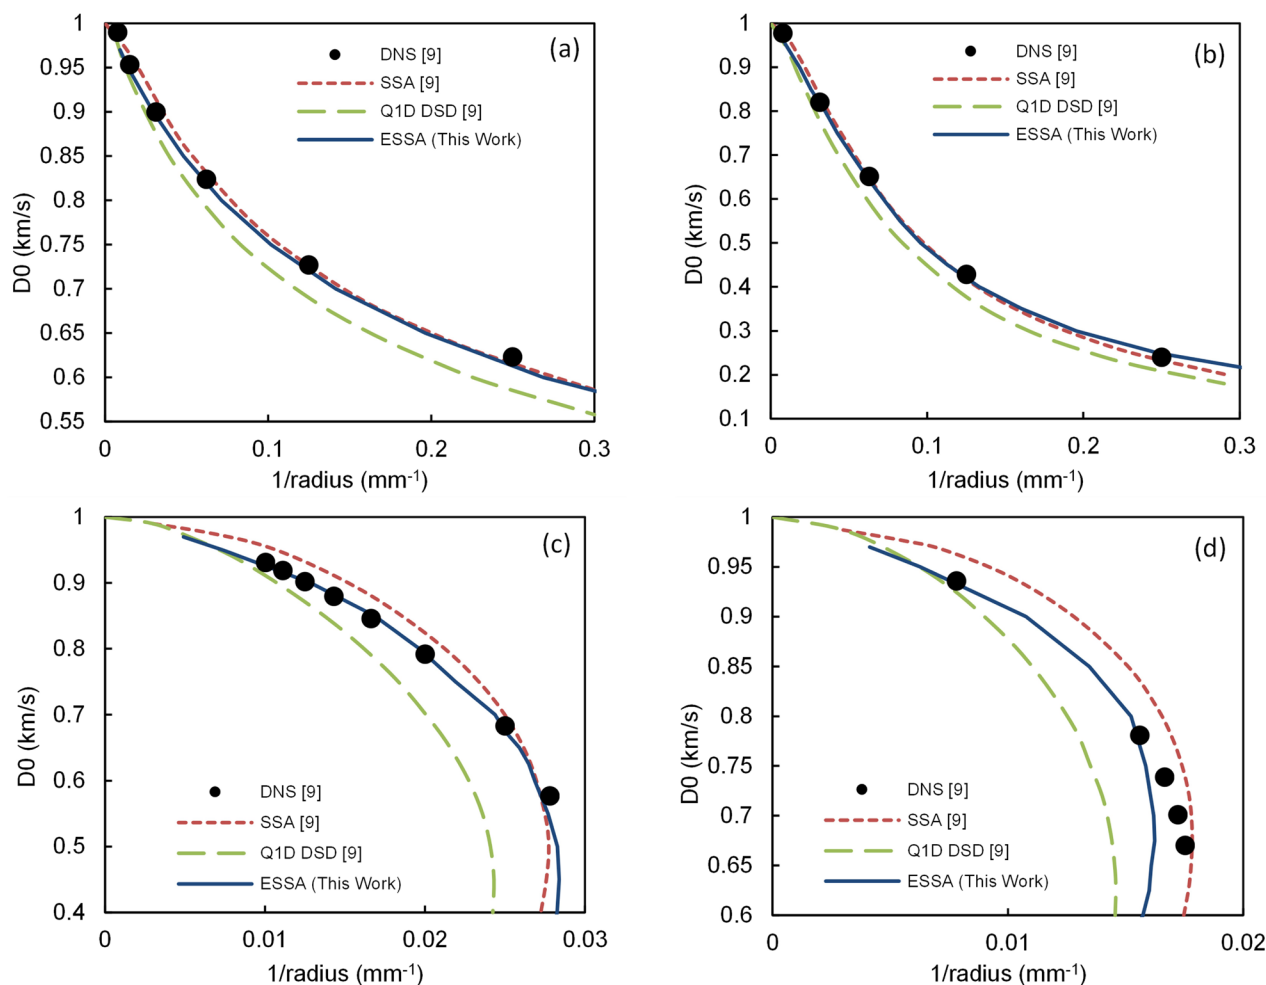 (a)
DNS [9]
SSA [9]
Q1D DSD [9]
ESSA (This Work)
D0 (km/s)
1
0.95
0.9
0.85
0.8
0.75
0.7
0.65
0.6
0.55
0 0.1 0.2 0.3
1/radius (mm-1)
(b)
DNS [9]
SSA [9]
Q1D DSD [9]
ESSA (This Work)
D0 (km/s)
1
0.9
0.8
0.7
0.6
0.5
0.4
0.3
0.2
0.1
0 0.1 0.2 0.3
1/radius (mm-1)
(c)
DNS [9]
SSA [9]
Q1D DSD [9]
ESSA (This Work)
D0 (km/s)
1
0.9
0.8
0.7
0.6
0.5
0.4
0 0.01 0.02 0.03
1/radius (mm-1)
(d)
DNS [9]
SSA [9]
Q1D DSD [9]
ESSA (This Work)
D0 (km/s)
1
0.95
0.9
0.85
0.8
0.75
0.7
0.65
0.6
0 0.01 0.02
1/radius (mm-1)